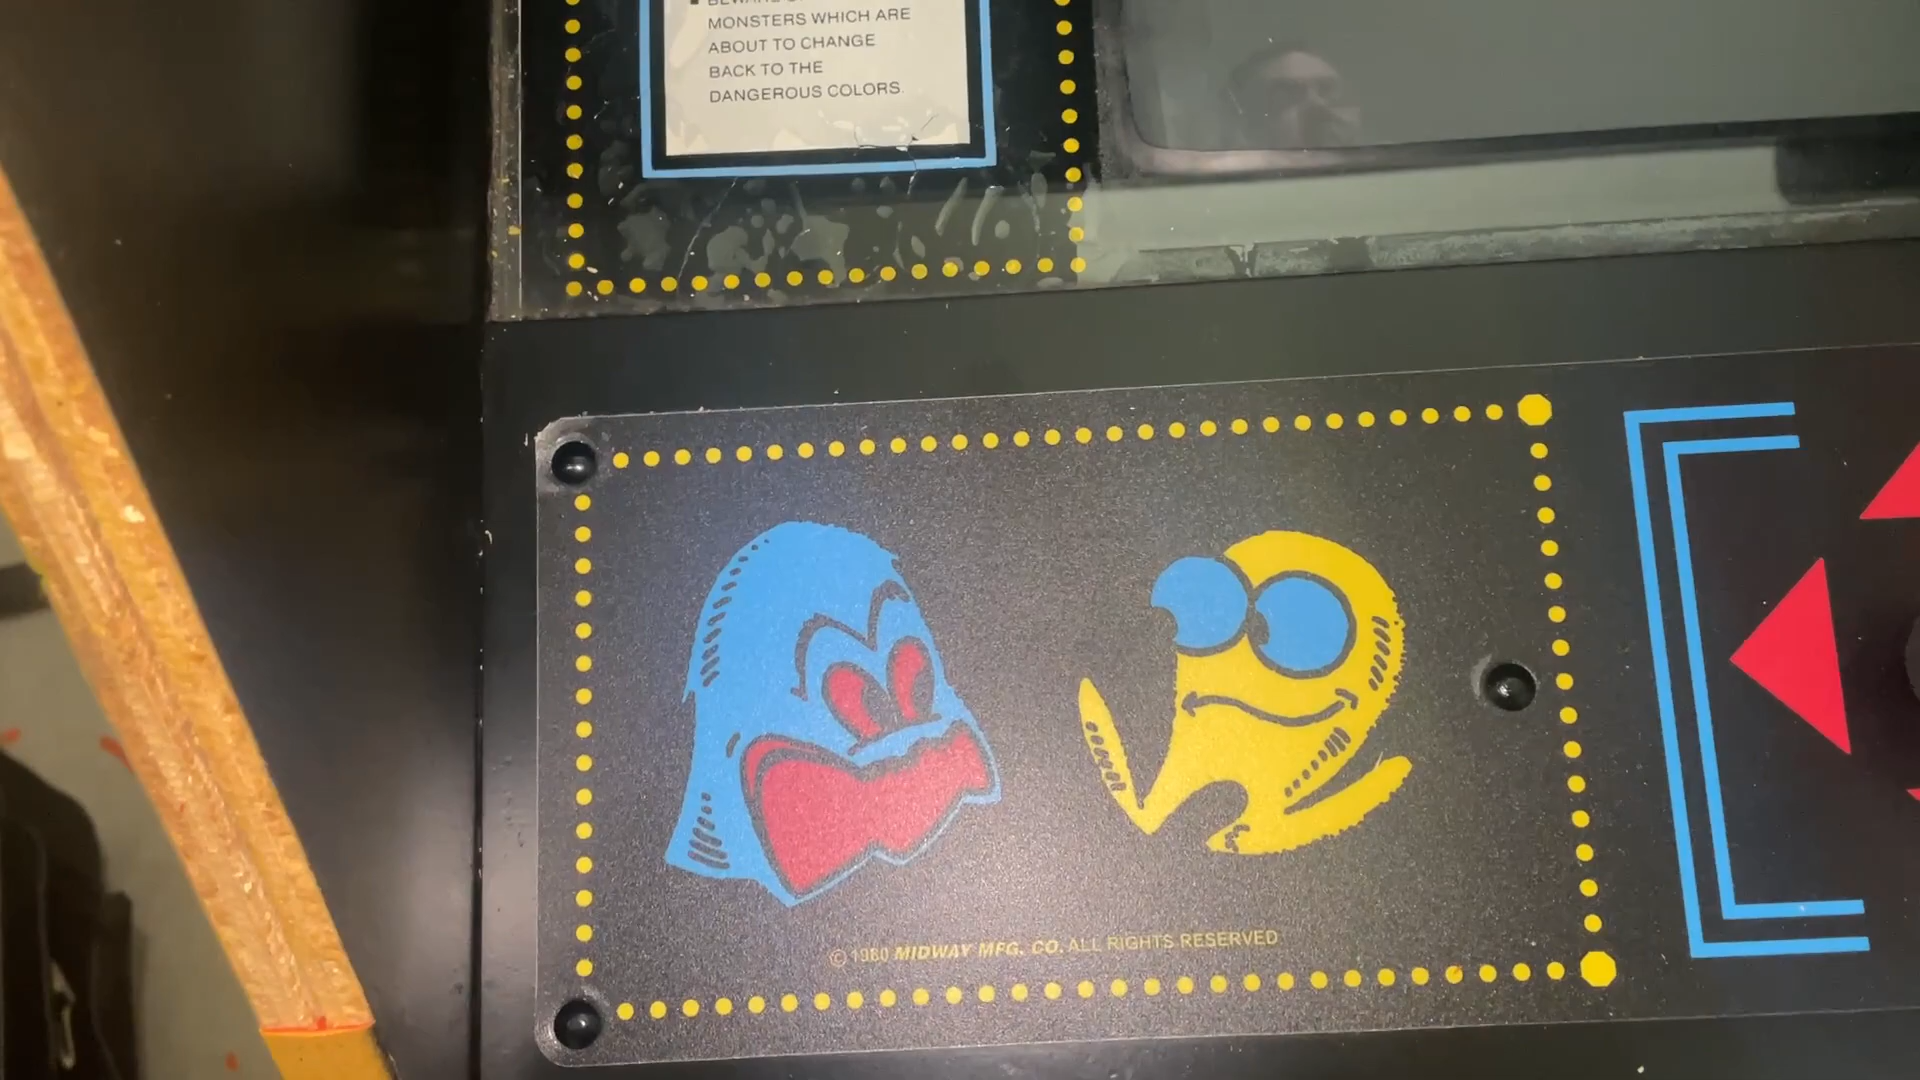 MONSTERS WHICH ARE
ABOUT TO CHANGE
BACK TO THE
DANGEROUS COLORS.
© 1980 MIDWAY MFG. CO. ALL RIGHTS RESERVED